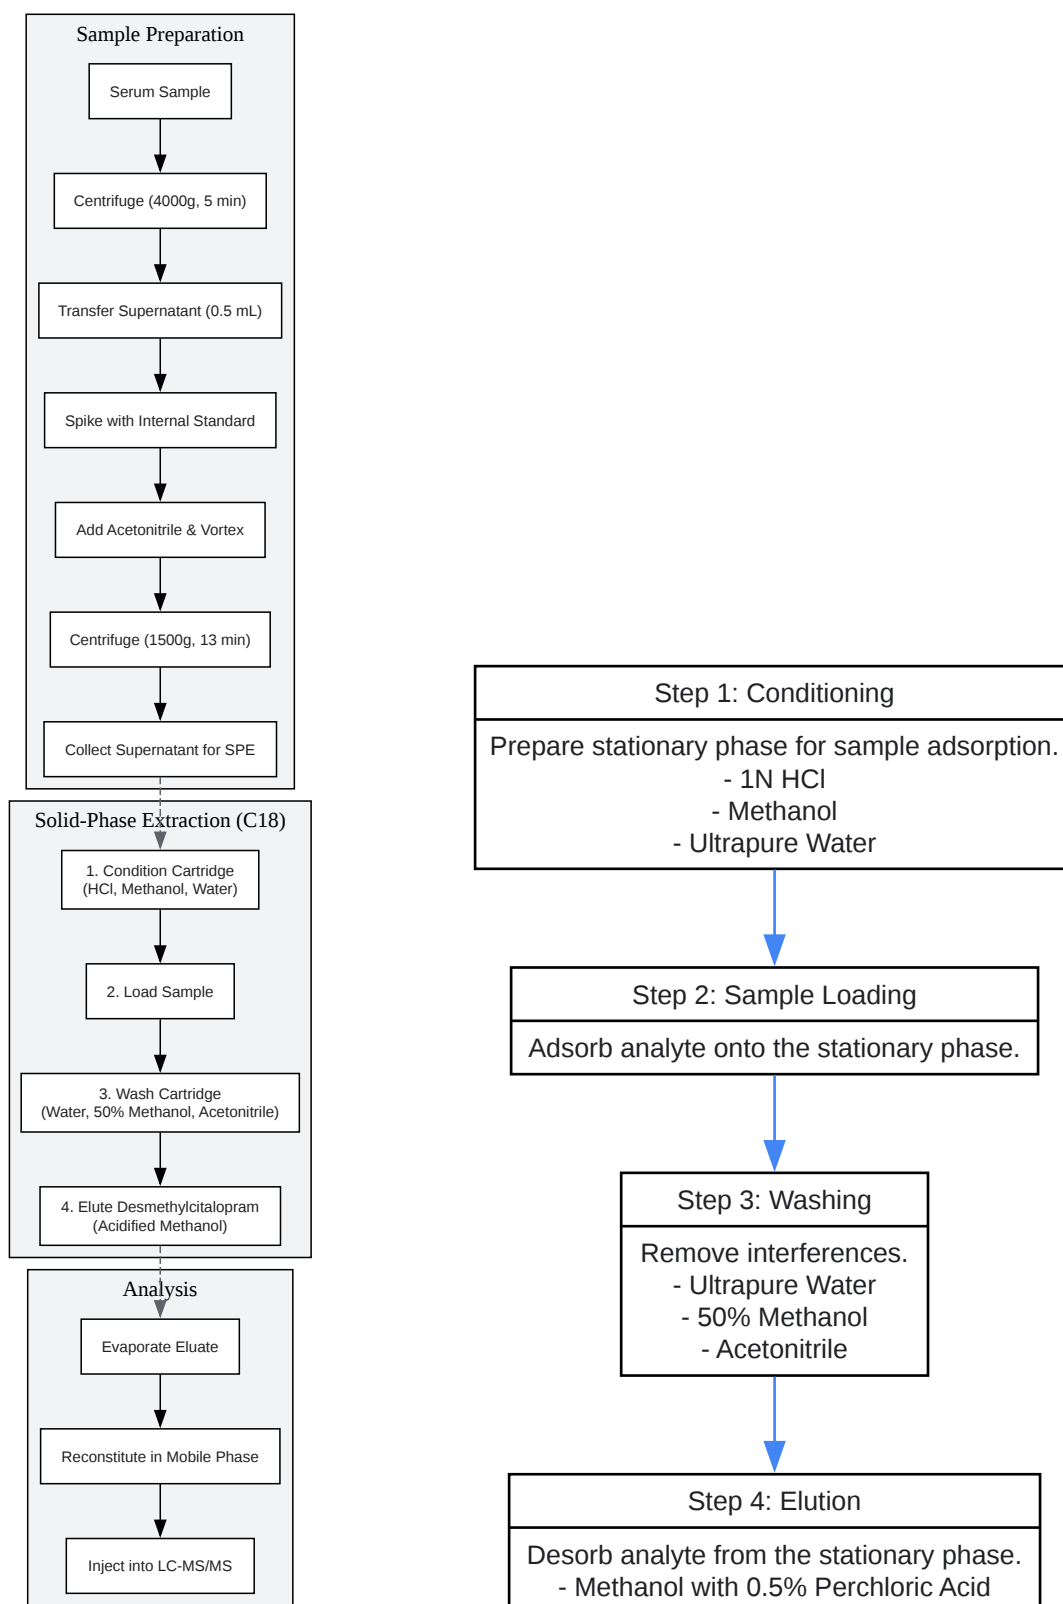 Sample Preparation
Serum Sample
Centrifuge (4000g, 5 min)
Transfer Supernatant (0.5 mL)
Spike with Internal Standard
Add Acetonitrile & Vortex
Centrifuge (1500g, 13 min)
Collect Supernatant for SPE
Solid-Phase Extraction (C18)
1. Condition Cartridge
(HCl, Methanol, Water)
2. Load Sample
3. Wash Cartridge
(Water, 50% Methanol, Acetonitrile)
4. Elute Desmethylcitalopram
(Acidified Methanol)
Analysis
Evaporate Eluate
Reconstitute in Mobile Phase
Inject into LC-MS/MS
Step 1: Conditioning
Prepare stationary phase for sample adsorption.
- 1N HCl
- Methanol
- Ultrapure Water
Step 2: Sample Loading
Adsorb analyte onto the stationary phase.
Step 3: Washing
Remove interferences.
- Ultrapure Water
- 50% Methanol
- Acetonitrile
Step 4: Elution
Desorb analyte from the stationary phase.
- Methanol with 0.5% Perchloric Acid